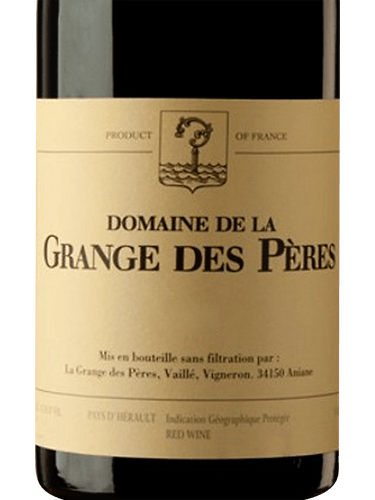 PRODUCT OF FRANCE
DOMAINE DE LA
GRANGE DES PÈRES
Mis en bouteille sans filtration par :
La Grange des Pères, Vaillé, Vigneron. 34150 Aniane
PAYS D'HÉRAULT Indication Géographique Protégée
RED WINE